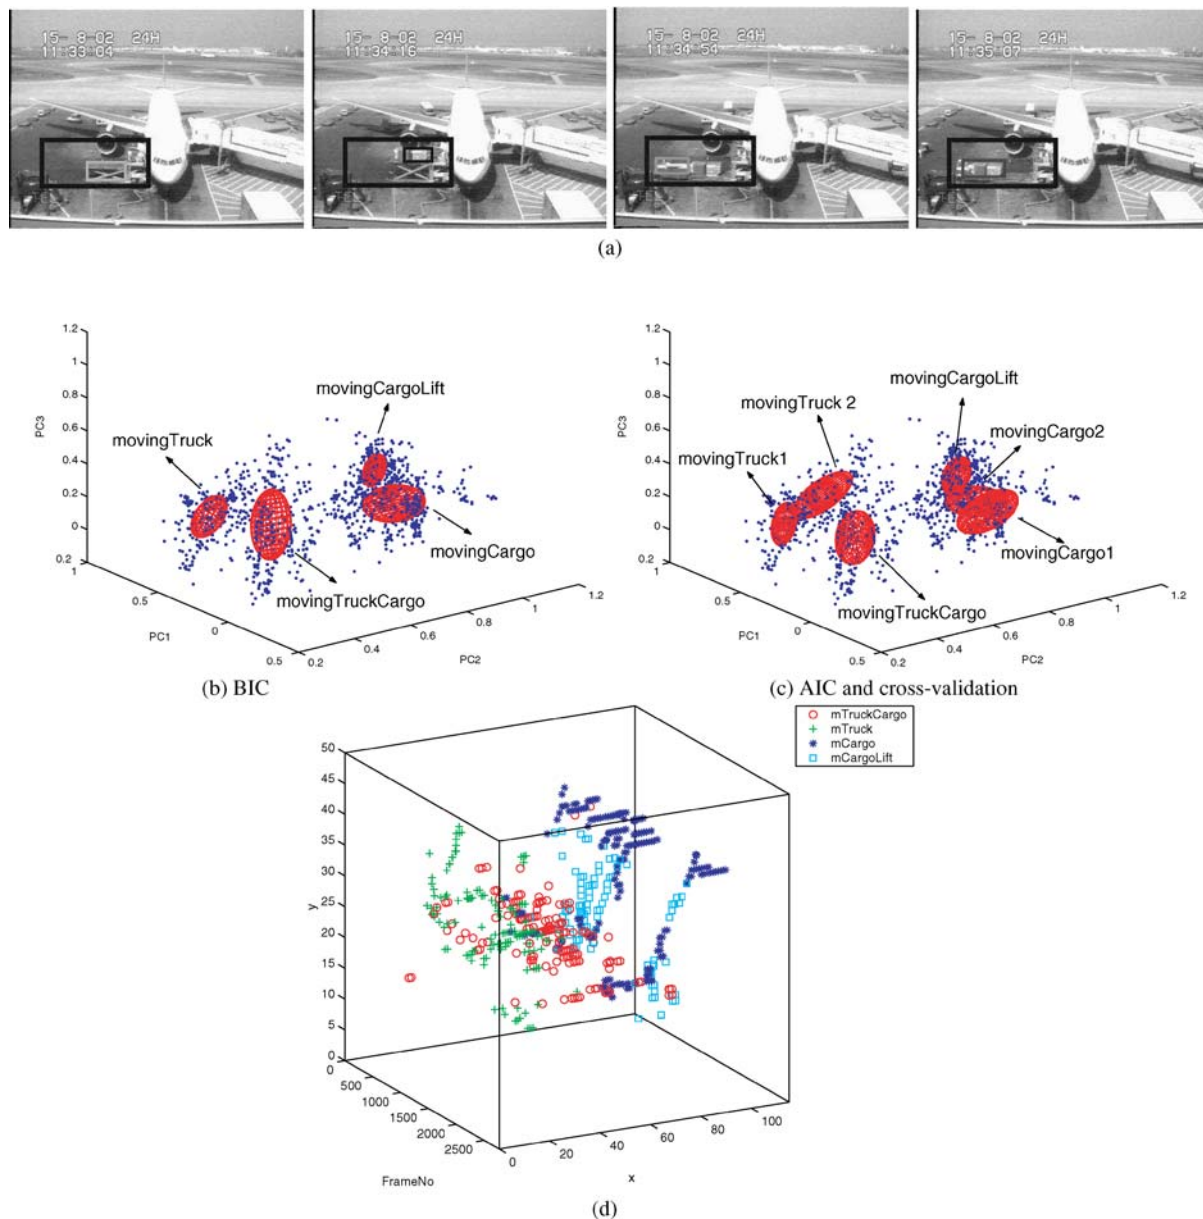 15- 8-02 24H
11:33:04
15- 8-02 24H
11:34:16
15- 8-02 24H
11:34:54
15- 8-02 24H
11:35:07
(a)
1.2
1
0.8
0.6
0.4
0.2
0
0.2
PC3
movingCargoLift
movingTruck
movingCargo
movingTruckCargo
1
0.5
0
0.5
PC1
0.2
0.4
0.6
0.8
1
1.2
PC2
(b) BIC
1.2
1
0.8
0.6
0.4
0.2
0
0.2
PC3
movingCargoLift
movingTruck 2
movingCargo2
movingTruck1
movingCargo1
movingTruckCargo
1
0.5
0
0.5
PC1
0.2
0.4
0.6
0.8
1
1.2
PC2
(c) AIC and cross-validation
mTruckCargo
mTruck
mCargo
mCargoLift
50
45
40
35
30
25
20
15
10
5
0
y
0
500
1000
1500
2000
2500
FrameNo
0
20
40
60
80
100
x
(d)